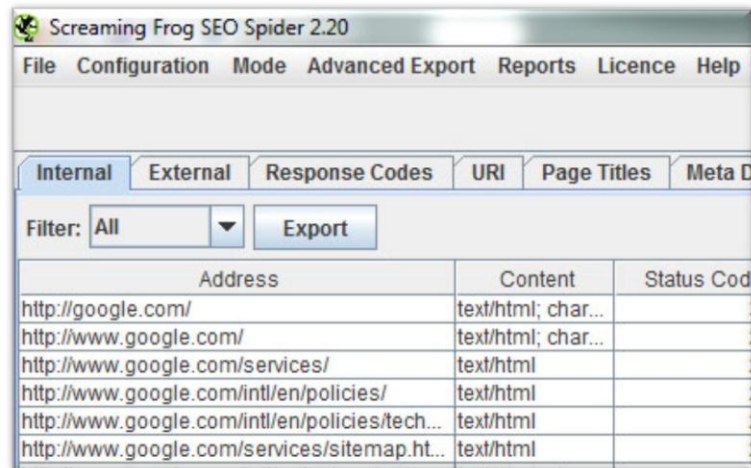 Screaming Frog SEO Spider 2.20
File Configuration Mode Advanced Export Reports Licence Help
Internal External Response Codes URI Page Titles Meta D
Filter: All Export
Address Content Status Cod
http://google.com/ text/html; char...
http://www.google.com/ text/html; char...
http://www.google.com/services/ text/html
http://www.google.com/intl/en/policies/ text/html
http://www.google.com/intl/en/policies/tech... text/html
http://www.google.com/services/sitemap.ht... text/html